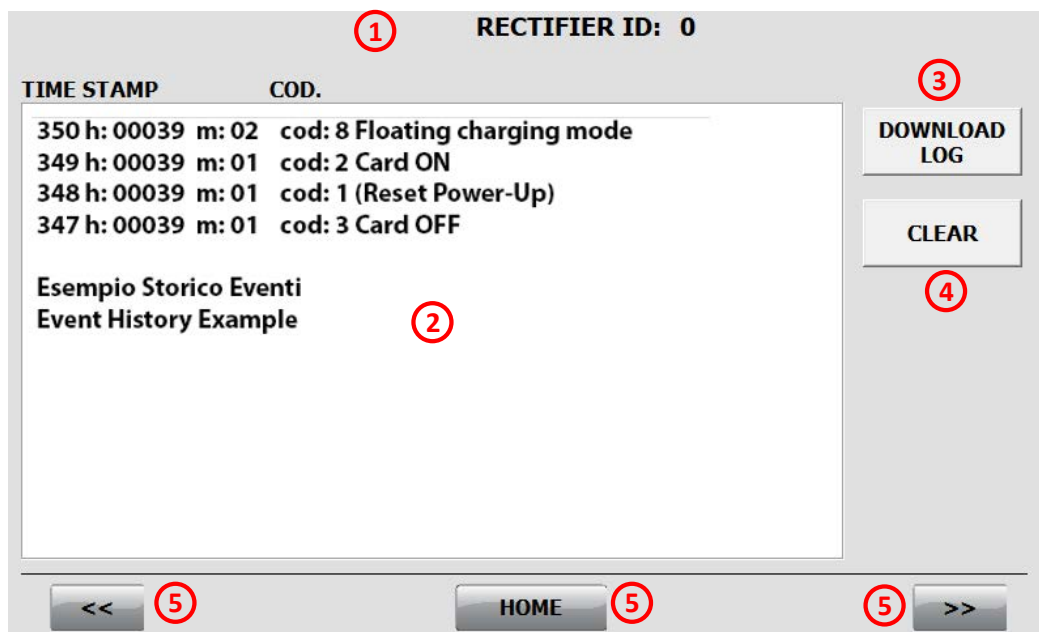 1 RECTIFIER ID: 0
3
TIME STAMP COD.
350 h: 00039 m: 02 cod: 8 Floating charging mode
349 h: 00039 m: 01 cod: 2 Card ON
348 h: 00039 m: 01 cod: 1 (Reset Power-Up)
347 h: 00039 m: 01 cod: 3 Card OFF
DOWNLOAD
LOG
CLEAR
4
Esempio Storico Eventi
Event History Example 2
<< 5 HOME 5 5 >>